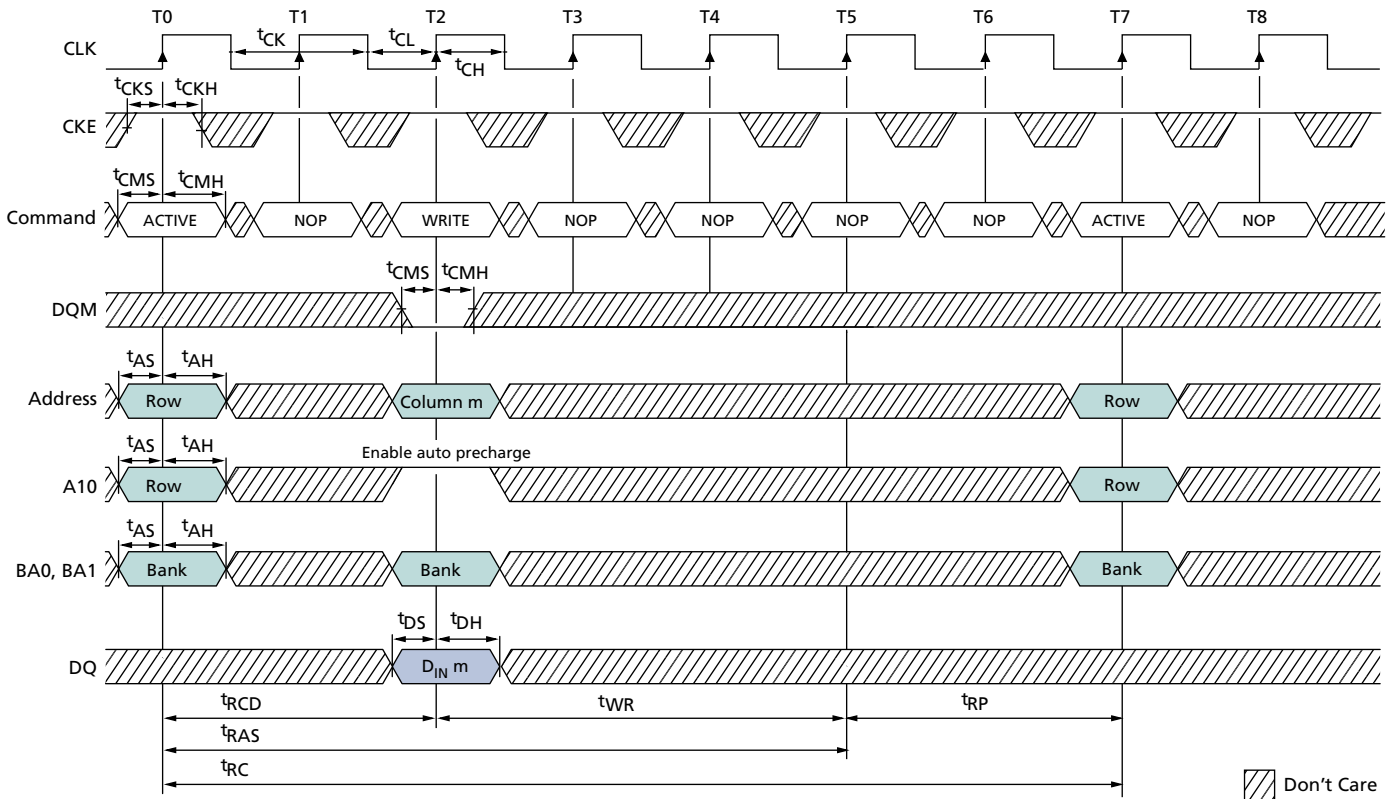 T0 T1 T2 T3 T4 T5 T6 T7 T8
CLK
tCK tCL
tCH
tCKS tCKH
CKE
tCMS tCMH
Command ACTIVE NOP WRITE NOP NOP NOP NOP ACTIVE NOP
tCMS tCMH
DQM
tAS tAH
Address Row Column m Row
tAS tAH
Enable auto precharge
A10 Row Row
tAS tAH
BA0, BA1 Bank Bank Bank
tDS tDH
DQ DIN m
tRCD tWR tRP
tRAS
tRC
Don't Care